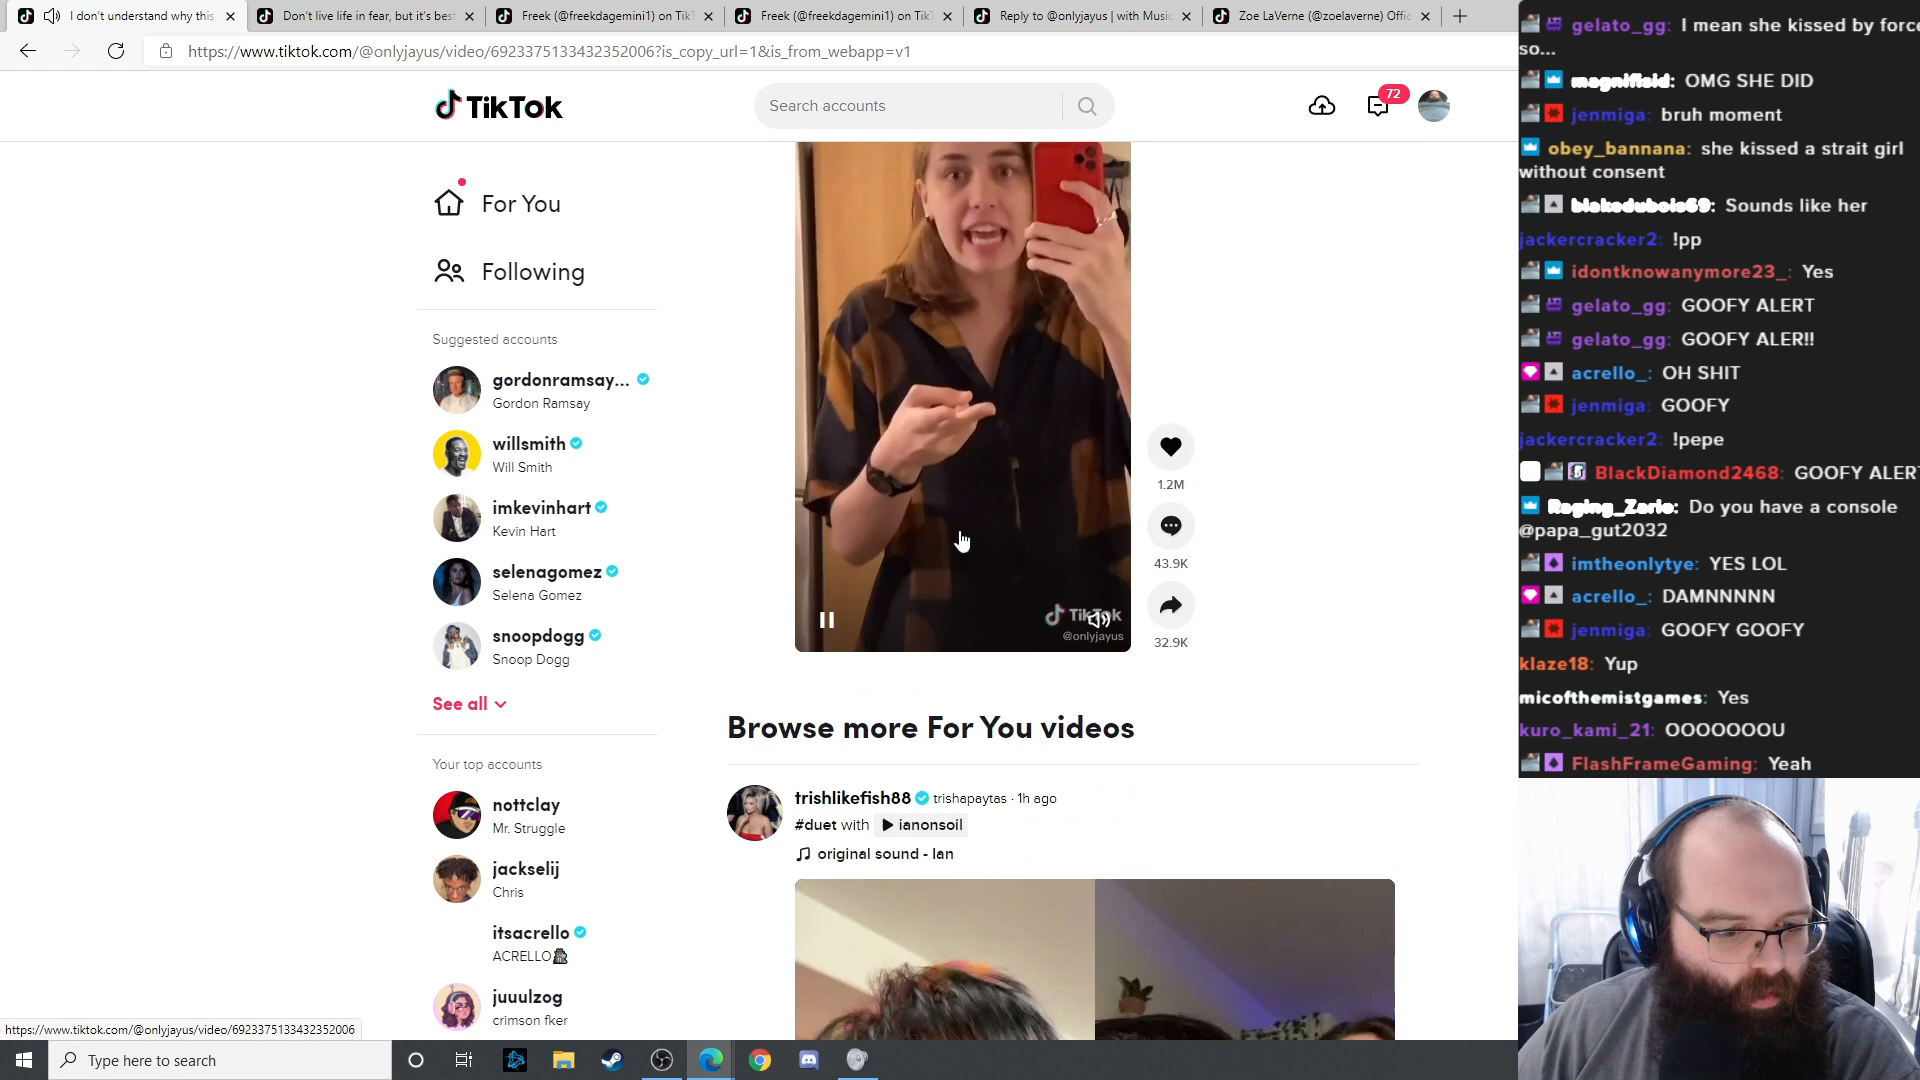 I don't understand why this
Don't live life in fear, but it's best
Freek (@freekdagemini1) on Tik
Freek (@freekdagemini1) on Tik
Reply to @onlyjayus | with Music
Zoe LaVerne (@zoelaverne) Offic
https://www.tiktok.com/@onlyjayus/video/6923375133432352006?is_copy_url=1&is_from_webapp=v1
TikTok
Search accounts
72
For You
Following
Suggested accounts
gordonramsay...
Gordon Ramsay
willsmith
Will Smith
imkevinhart
Kevin Hart
selenagomez
Selena Gomez
snoopdogg
Snoop Dogg
See all
Your top accounts
nottclay
Mr. Struggle
jackselij
Chris
itsacrello
ACRELLO
juuulzog
crimson fker
1.2M
43.9K
32.9K
TikTok
@onlyjayus
Browse more For You videos
trishlikefish88 trishapaytas · 1h ago
#duet with ianonsoil
original sound - Ian
https://www.tiktok.com/@onlyjayus/video/6923375133432352006
Type here to search
gelato_gg: I mean she kissed by force
so...
magnifisid: OMG SHE DID
jenmiga: bruh moment
obey_bannana: she kissed a strait girl
without consent
blakedubois69: Sounds like her
jackercracker2: !pp
idontknowanymore23_: Yes
gelato_gg: GOOFY ALERT
gelato_gg: GOOFY ALER!!
acrello_: OH SHIT
jenmiga: GOOFY
jackercracker2: !pepe
BlackDiamond2468: GOOFY ALERT
Raging_Zario: Do you have a console
@papa_gut2032
imtheonlytye: YES LOL
acrello_: DAMNNNNN
jenmiga: GOOFY GOOFY
klaze18: Yup
micofthemistgames: Yes
kuro_kami_21: OOOOOOOU
FlashFrameGaming: Yeah